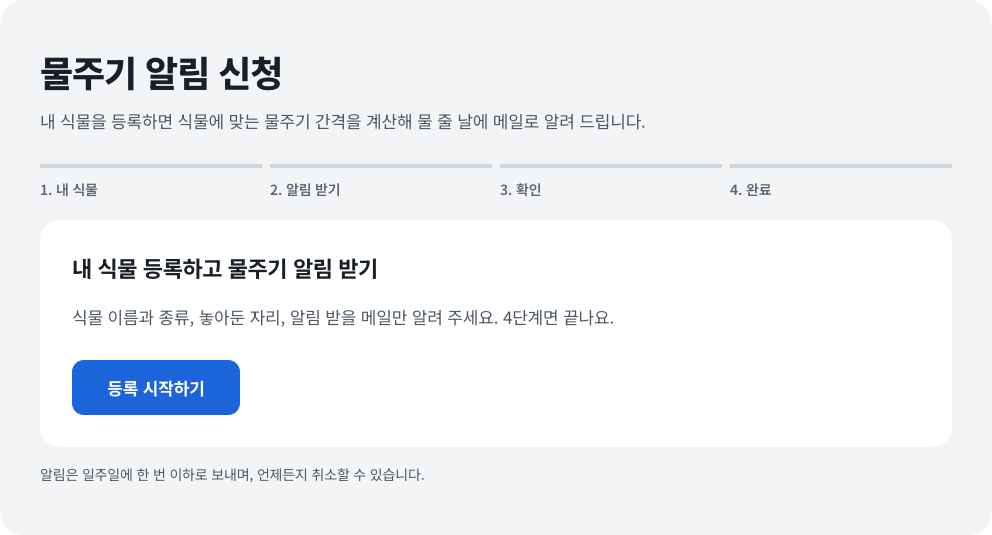 물주기 알림 신청
내 식물을 등록하면 식물에 맞는 물주기 간격을 계산해 물 줄 날에 메일로 알려 드립니다.
1. 내 식물
2. 알림 받기
3. 확인
4. 완료
내 식물 등록하고 물주기 알림 받기
식물 이름과 종류, 놓아둔 자리, 알림 받을 메일만 알려 주세요. 4단계면 끝나요.
등록 시작하기
알림은 일주일에 한 번 이하로 보내며, 언제든지 취소할 수 있습니다.